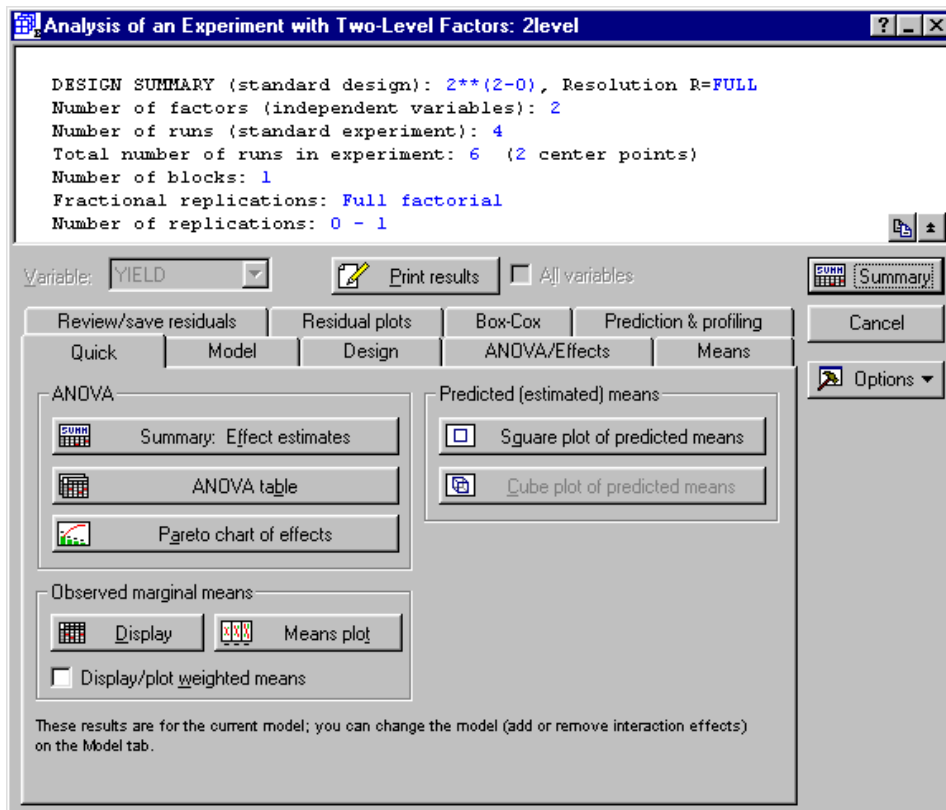 Analysis of an Experiment with Two-Level Factors: 2level
DESIGN SUMMARY (standard design): 2**(2-0), Resolution R=FULL
Number of factors (independent variables): 2
Number of runs (standard experiment): 4
Total number of runs in experiment: 6 (2 center points)
Number of blocks: 1
Fractional replications: Full factorial
Number of replications: 0 - 1
Variable: YIELD Print results All variables Summary
Review/save residuals Residual plots Box-Cox Prediction & profiling Cancel
Quick Model Design ANOVA/Effects Means
Options
ANOVA Predicted (estimated) means
SUMM Summary: Effect estimates Square plot of predicted means
ANOVA table Cube plot of predicted means
Pareto chart of effects
Observed marginal means
Display Means plot
Display/plot weighted means
These results are for the current model; you can change the model (add or remove interaction effects)
on the Model tab.